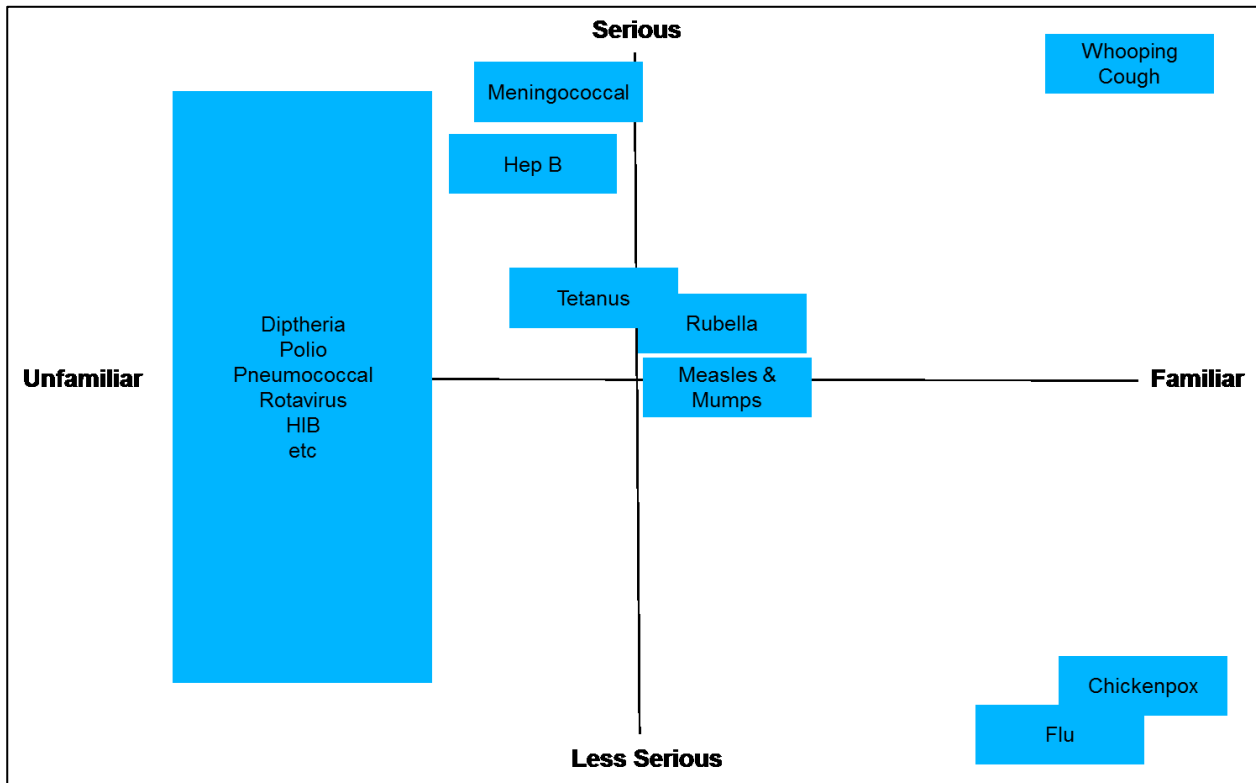 Serious
Whooping
Cough
Meningococcal
Hep B
Tetanus
Rubella
Diptheria
Polio
Pneumococcal
Rotavirus
HIB
etc
Unfamiliar
Measles &
Mumps
Familiar
Chickenpox
Flu
Less Serious